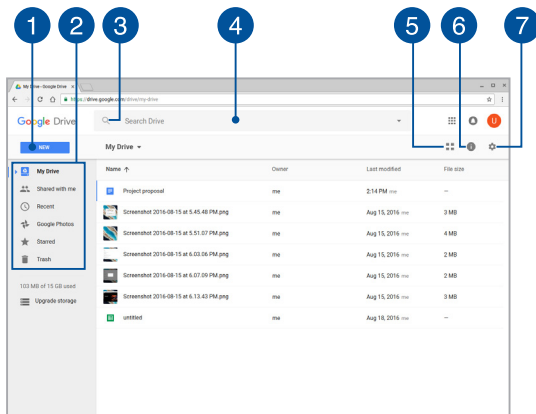 1 2 3 4 5 6 7
My Drive - Google Drive
https://drive.google.com/drive/my-drive
Google Drive
Search Drive
U
NEW
My Drive
My Drive
Name Owner Last modified File size
Project proposal me 2:14 PM me –
Shared with me
Screenshot 2016-08-15 at 5.45.48 PM.png me Aug 15, 2016 me 3 MB
Recent
Screenshot 2016-08-15 at 5.51.07 PM.png me Aug 15, 2016 me 4 MB
Google Photos
Starred
Screenshot 2016-08-15 at 6.03.06 PM.png me Aug 15, 2016 me 2 MB
Trash
Screenshot 2016-08-15 at 6.07.09 PM.png me Aug 15, 2016 me 2 MB
103 MB of 15 GB used
Upgrade storage
Screenshot 2016-08-15 at 6.13.43 PM.png me Aug 15, 2016 me 3 MB
untitled me Aug 18, 2016 me –